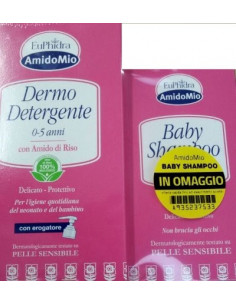 EuPhidra
AmidoMio
Dermo
Detergente
0-5 anni
con Amido di Riso
100%
Delicato - Protettivo
Per l'igiene quotidiana
del neonato e del bambino
con erogatore
Dermatologicamente testato su
PELLE SENSIBILE
EuPhidra
AmidoMio
Baby
Shampoo
AmidoMio
BABY SHAMPOO
IN OMAGGIO
Non brucia gli occhi
Dermatologicamente testato su
PELLE SENSIBILE